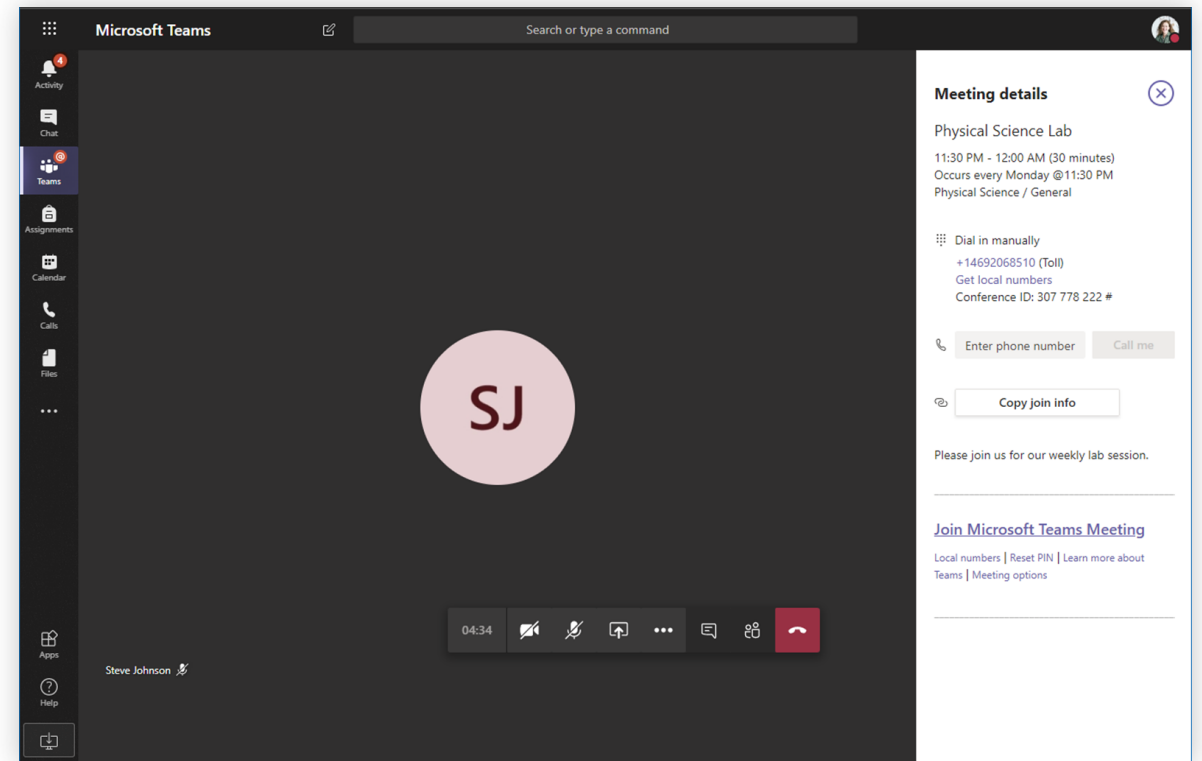 Microsoft Teams
Search or type a command
4
Activity
Chat
@
Teams
Assignments
Calendar
Calls
Files
Apps
Help
SJ
04:34
Steve Johnson
Meeting details
Physical Science Lab
11:30 PM - 12:00 AM (30 minutes)
Occurs every Monday @11:30 PM
Physical Science / General
Dial in manually
+14692068510 (Toll)
Get local numbers
Conference ID: 307 778 222 #
Enter phone number
Call me
Copy join info
Please join us for our weekly lab session.
Join Microsoft Teams Meeting
Local numbers | Reset PIN | Learn more about
Teams | Meeting options